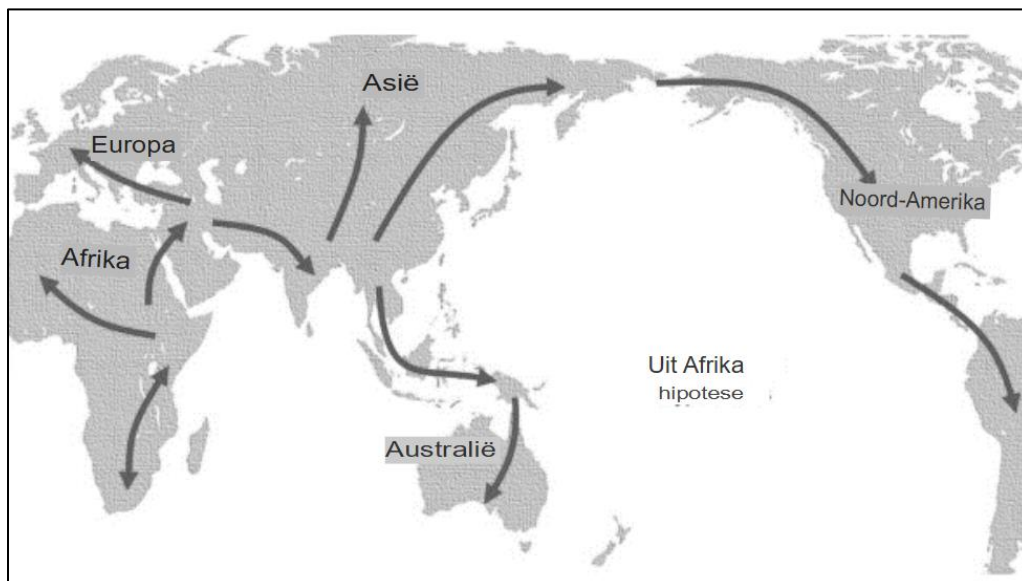 Asië
Europa
Noord-Amerika
Afrika
Uit Afrika
hipotese
Australië